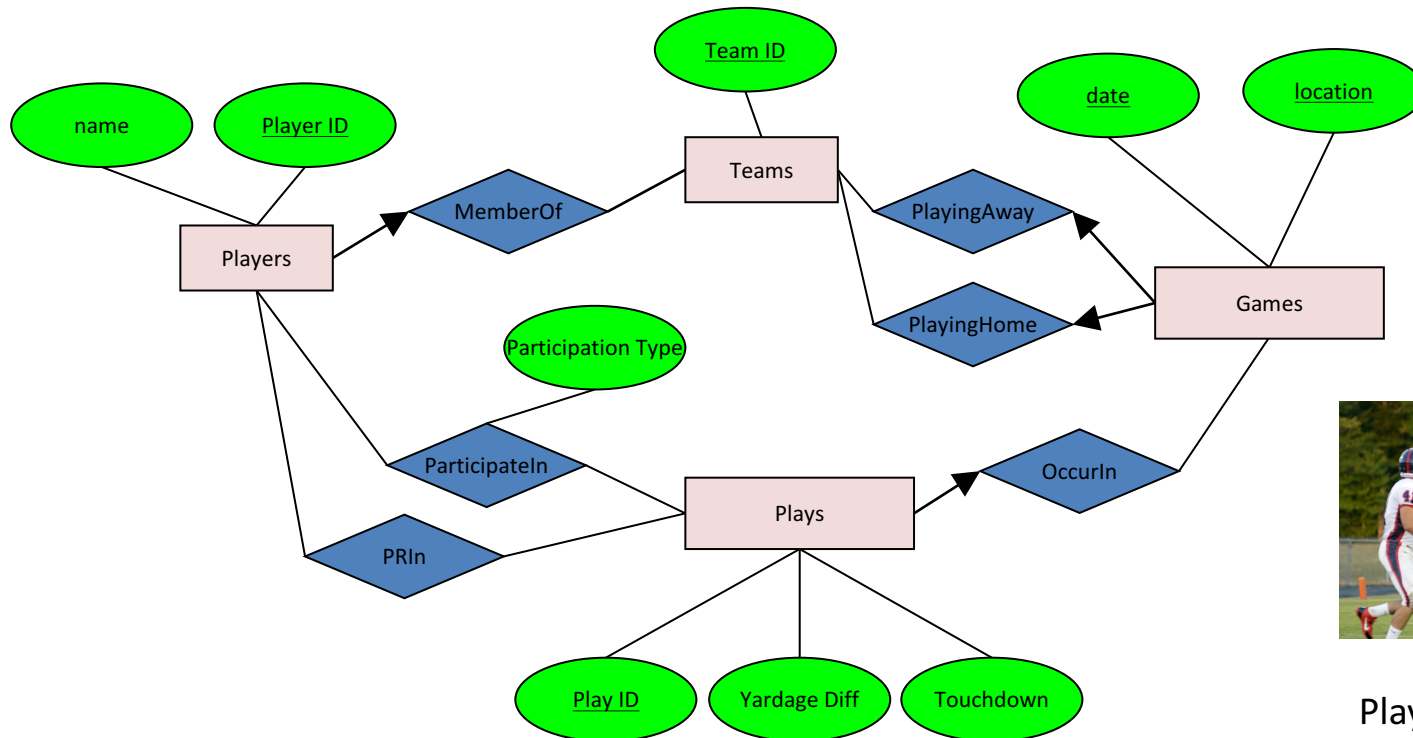 Team ID
date
location
name
Player ID
Teams
MemberOf
PlayingAway
Players
Games
PlayingHome
Participation Type
ParticipateIn
OccurIn
Plays
PRIn
Play ID
Yardage Diff
Touchdown